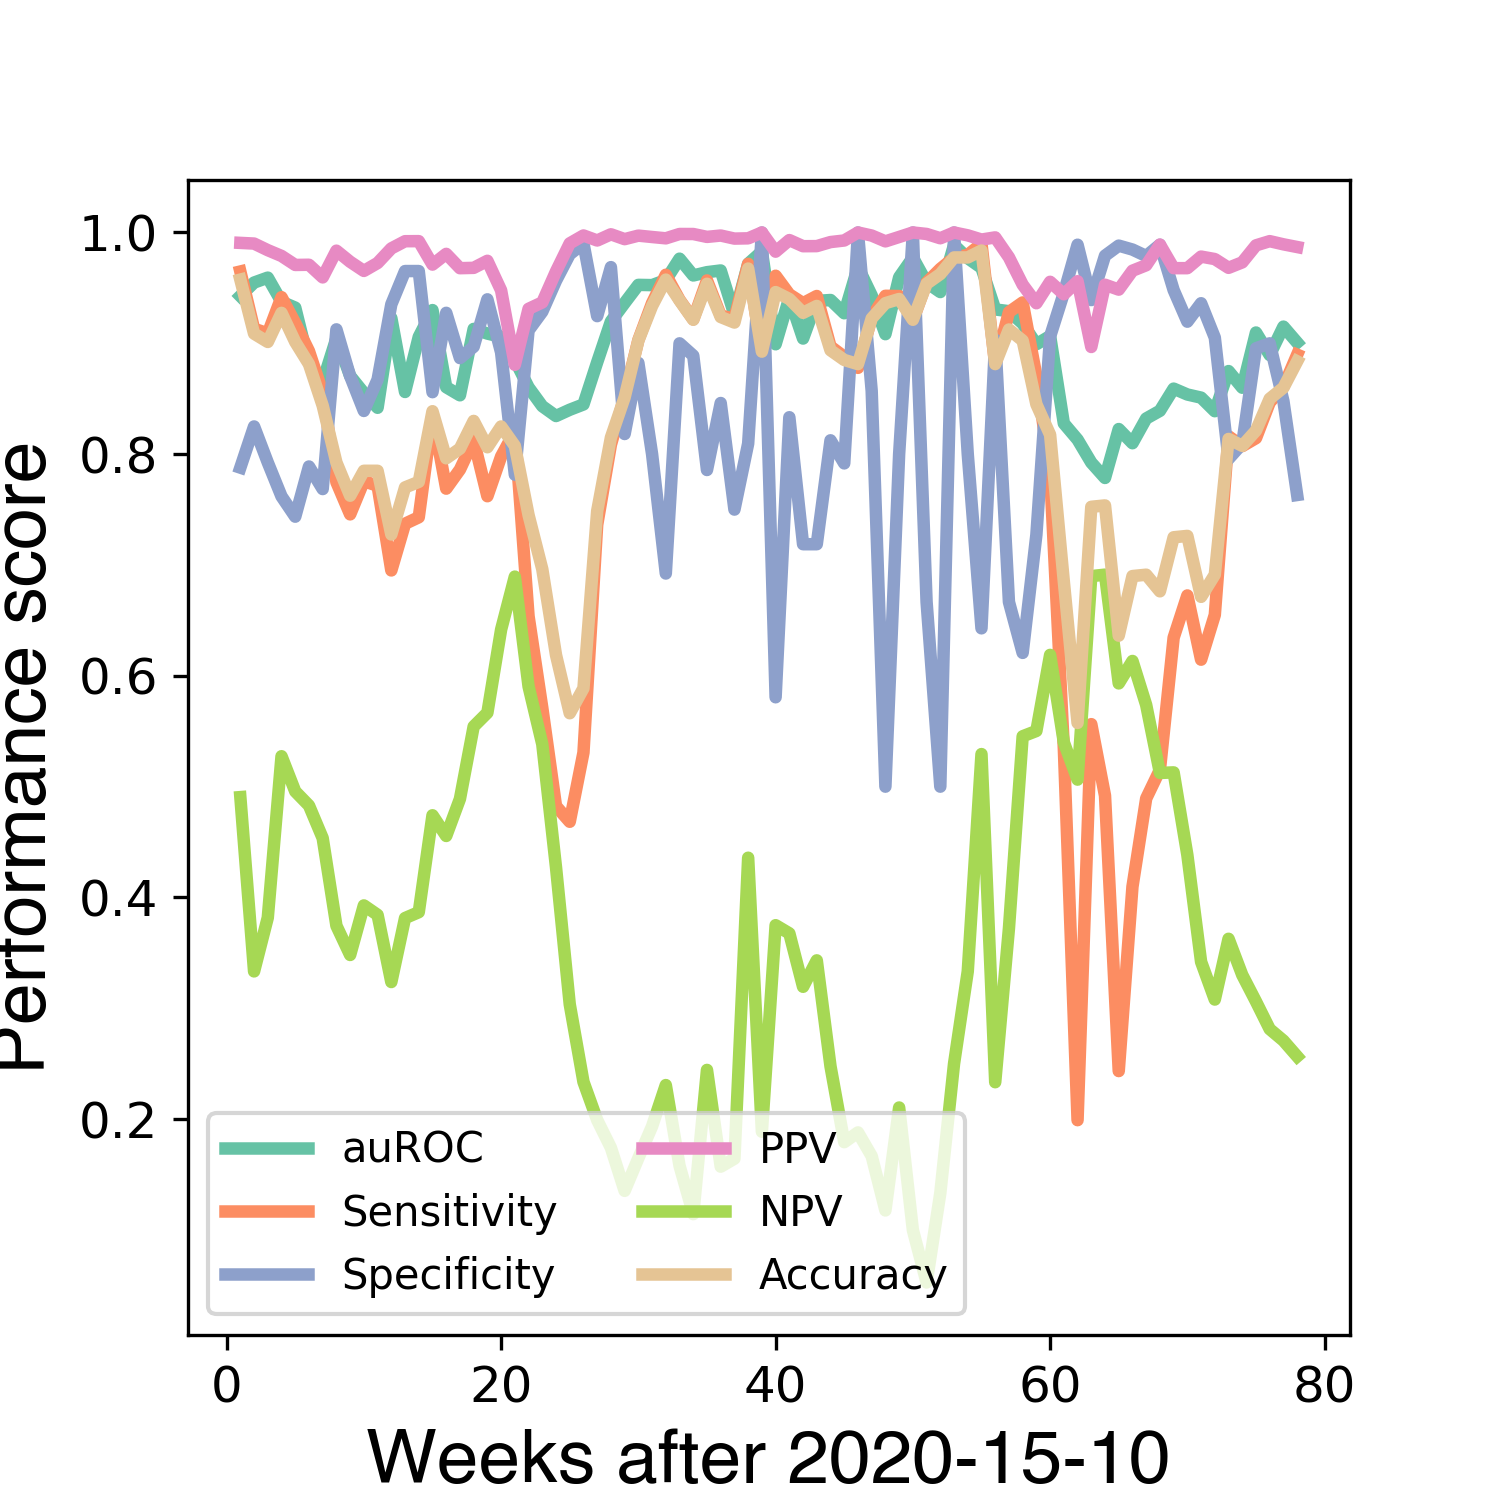 Performance score
1.0
0.8
0.6
0.4
0.2
auROC
Sensitivity
Specificity
PPV
NPV
Accuracy
0 20 40 60 80
Weeks after 2020-15-10